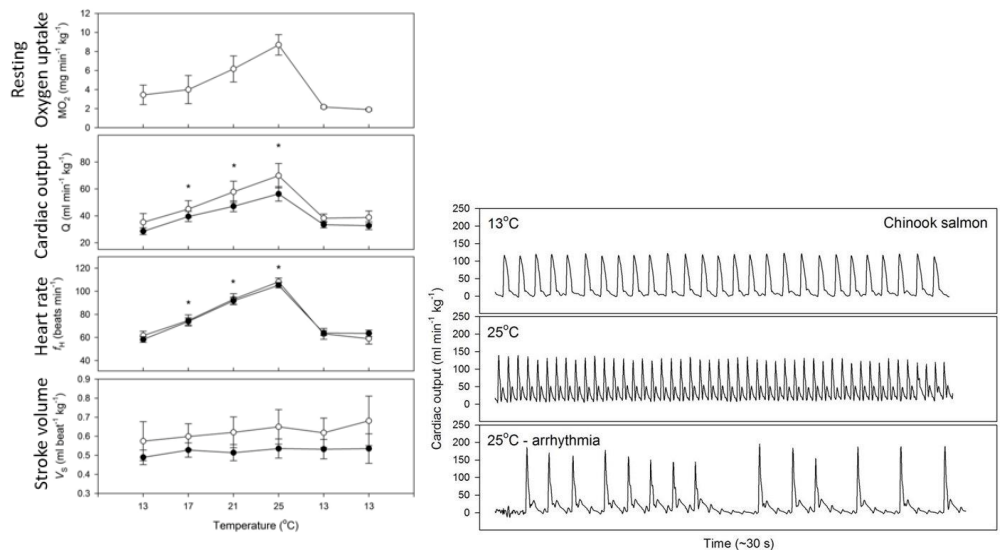 Resting
Oxygen uptake
MO₂ (mg min⁻¹ kg⁻¹)
12
10
8
6
4
2
0
Cardiac output
Q (ml min⁻¹ kg⁻¹)
80
60
40
20
*
*
*
Heart rate
fH (beats min⁻¹)
120
100
80
60
40
*
*
*
Stroke volume
VS (ml beat⁻¹ kg⁻¹)
0.9
0.8
0.7
0.6
0.5
0.4
0.3
13 17 21 25 13 13
Temperature (°C)
Cardiac output (ml min⁻¹ kg⁻¹)
13°C Chinook salmon
250
200
150
100
50
0
25°C
250
200
150
100
50
0
25°C - arrhythmia
250
200
150
100
50
0
Time (~30 s)